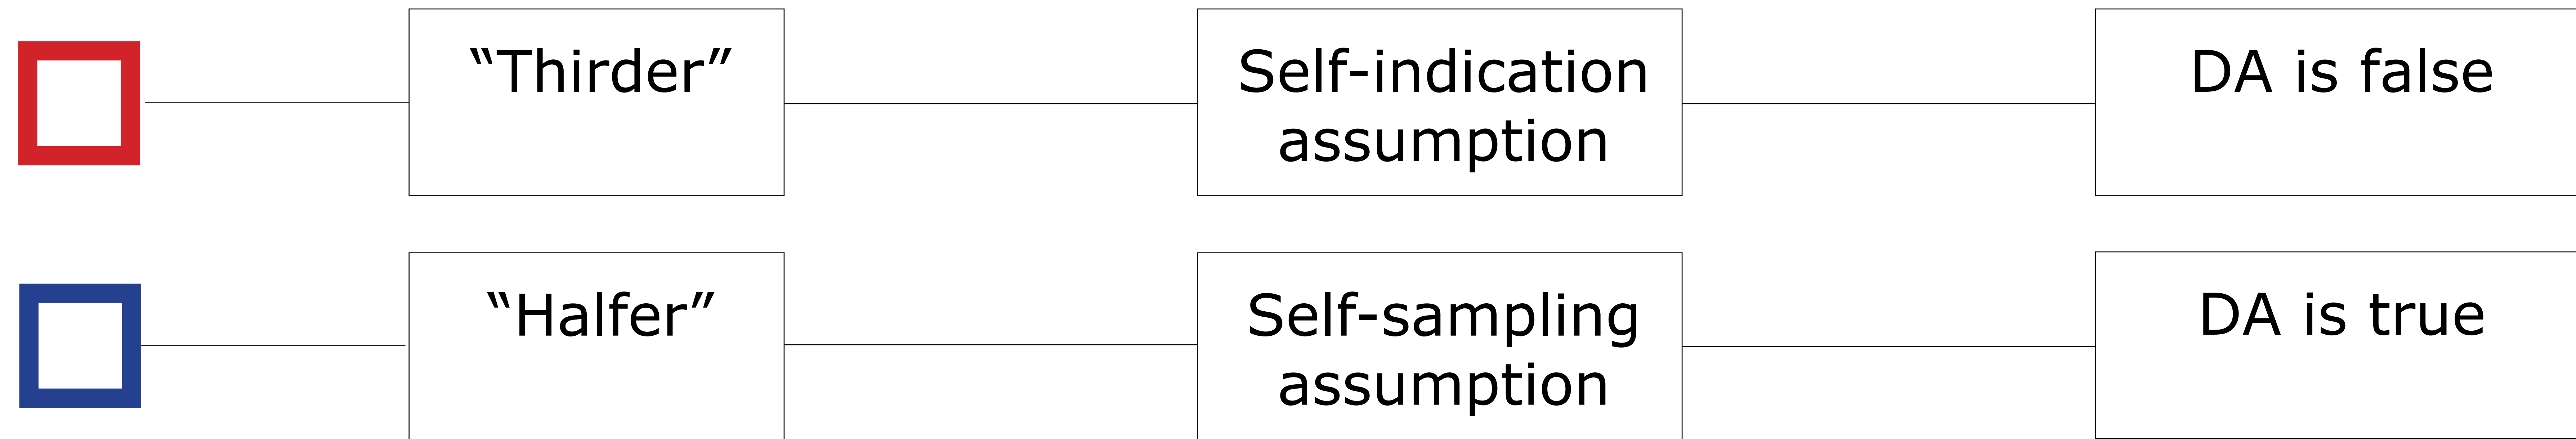 “Thirder”
Self-indication
assumption
DA is false
“Halfer”
Self-sampling
assumption
DA is true